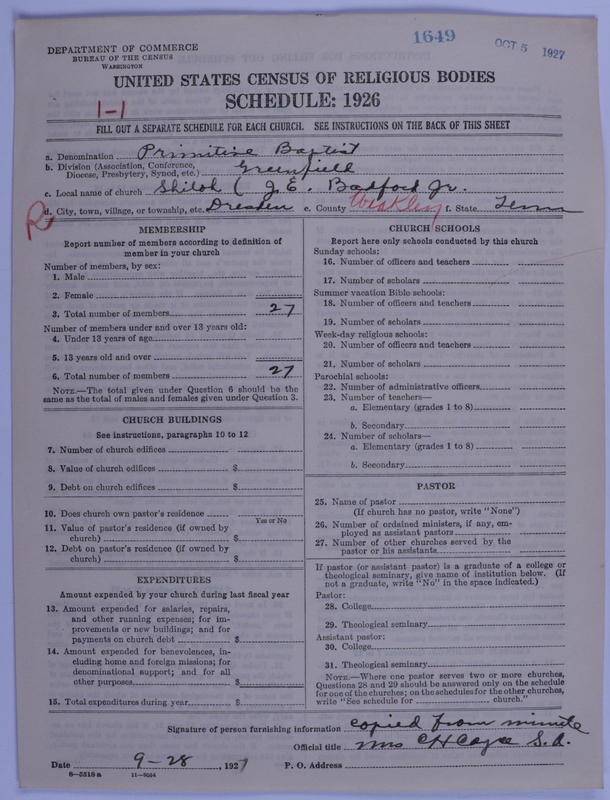 1649
OCT 5 1927
DEPARTMENT OF COMMERCE
BUREAU OF THE CENSUS
WASHINGTON
UNITED STATES CENSUS OF RELIGIOUS BODIES
SCHEDULE: 1926
1-1
FILL OUT A SEPARATE SCHEDULE FOR EACH CHURCH. SEE INSTRUCTIONS ON THE BACK OF THIS SHEET
a. Denomination Primitive Baptist
b. Division (Association, Conference, Diocese, Presbytery, Synod, etc.) Greenfield
c. Local name of church Shiloh ( J. E. Badford Jr.
R
d. City, town, village, or township, etc. Dresden e. County Weakley f. State Tenn
MEMBERSHIP
Report number of members according to definition of
member in your church
Number of members, by sex:
1. Male
2. Female
3. Total number of members 27
Number of members under and over 13 years old:
4. Under 13 years of age
5. 13 years old and over
6. Total number of members 27
NOTE.—The total given under Question 6 should be the
same as the total of males and females given under Question 3.
CHURCH BUILDINGS
See instructions, paragraphs 10 to 12
7. Number of church edifices
8. Value of church edifices $
9. Debt on church edifices $
10. Does church own pastor's residence
Yes or No
11. Value of pastor's residence (if owned by
church) $
12. Debt on pastor's residence (if owned by
church) $
EXPENDITURES
Amount expended by your church during last fiscal year
13. Amount expended for salaries, repairs,
and other running expenses; for im-
provements or new buildings; and for
payments on church debt $
14. Amount expended for benevolences, in-
cluding home and foreign missions; for
denominational support; and for all
other purposes $
15. Total expenditures during year $
CHURCH SCHOOLS
Report here only schools conducted by this church
Sunday schools:
16. Number of officers and teachers
17. Number of scholars
Summer vacation Bible schools:
18. Number of officers and teachers
19. Number of scholars
Week-day religious schools:
20. Number of officers and teachers
21. Number of scholars
Parochial schools:
22. Number of administrative officers
23. Number of teachers—
a. Elementary (grades 1 to 8)
b. Secondary
24. Number of scholars—
a. Elementary (grades 1 to 8)
b. Secondary
PASTOR
25. Name of pastor
(If church has no pastor, write "None")
26. Number of ordained ministers, if any, em-
ployed as assistant pastors
27. Number of other churches served by the
pastor or his assistants
If pastor (or assistant pastor) is a graduate of a college or
theological seminary, give name of institution below. (If
not a graduate, write "No" in the space indicated.)
Pastor:
28. College
29. Theological seminary
Assistant pastor:
30. College
31. Theological seminary
NOTE.—Where one pastor serves two or more churches,
Questions 28 and 29 should be answered only on the schedule
for one of the churches; on the schedules for the other churches,
write "See schedule for church."
Signature of person furnishing information copied from minute
Official title Mrs C H Cayce S.A.
Date 9-28, 1927 P. O. Address
8-5518 a 11-9054